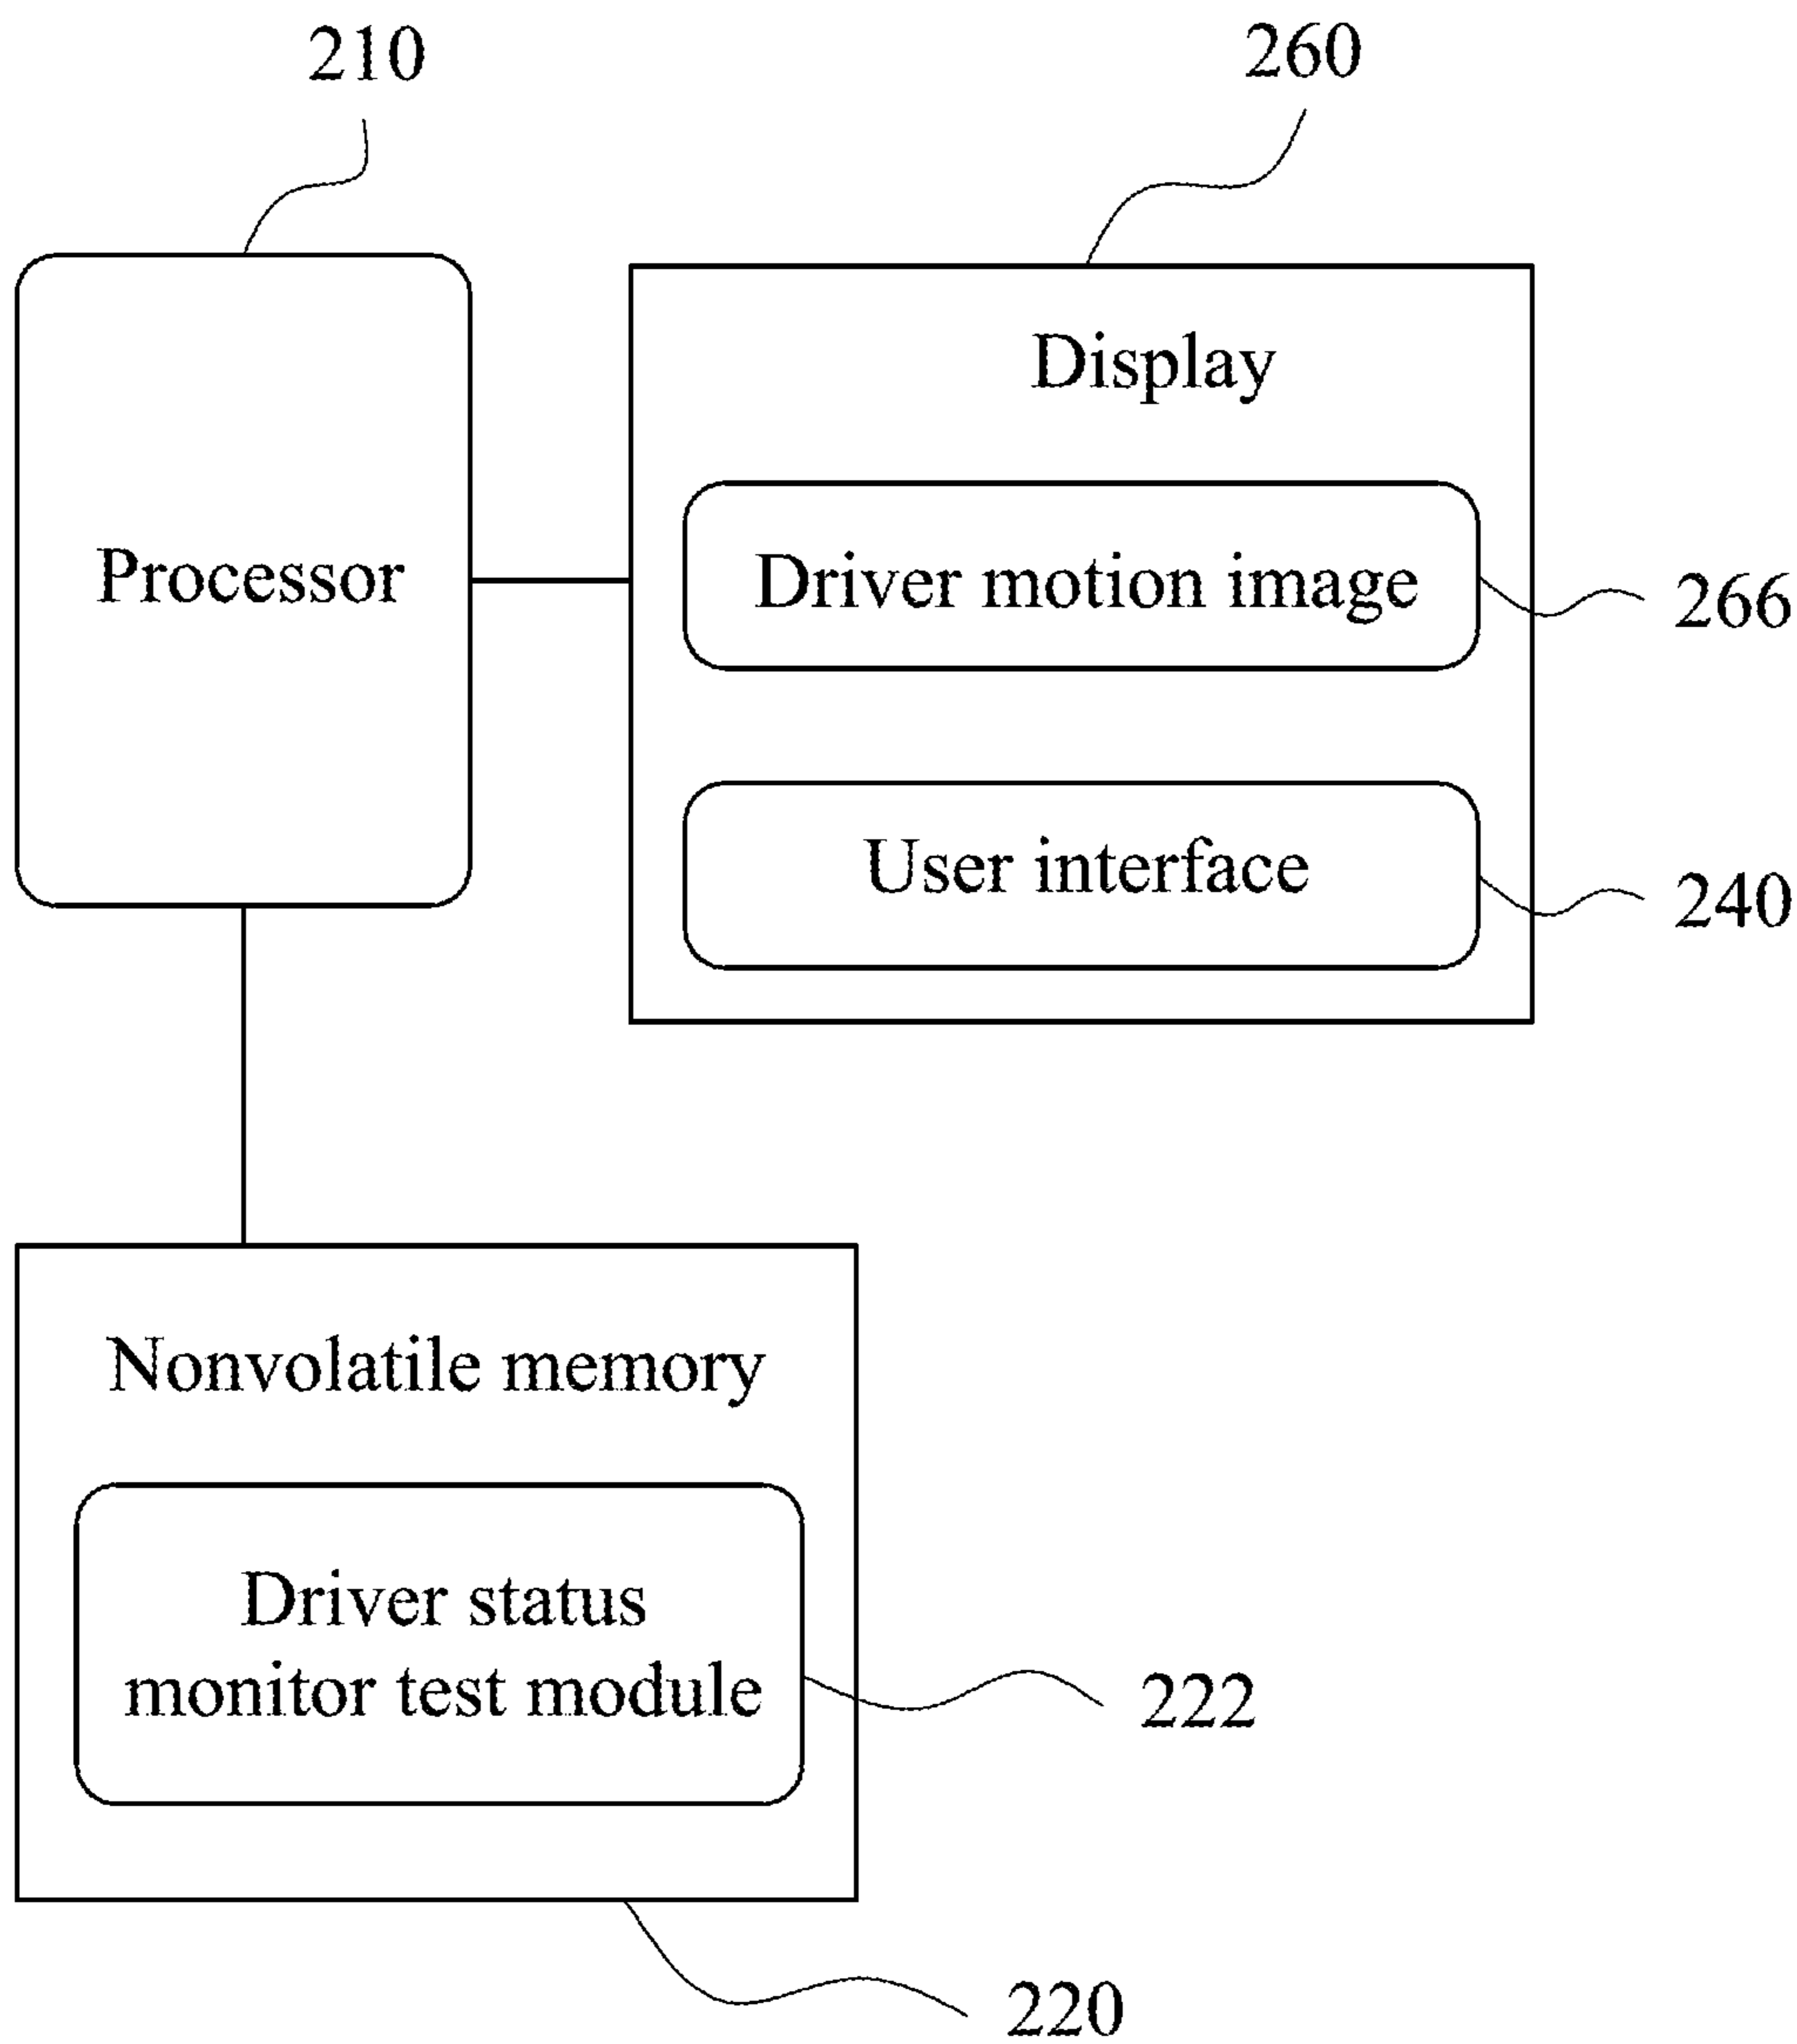 210
260
Display
Processor
Driver motion image
266
User interface
240
Nonvolatile memory
Driver status
monitor test module
222
220